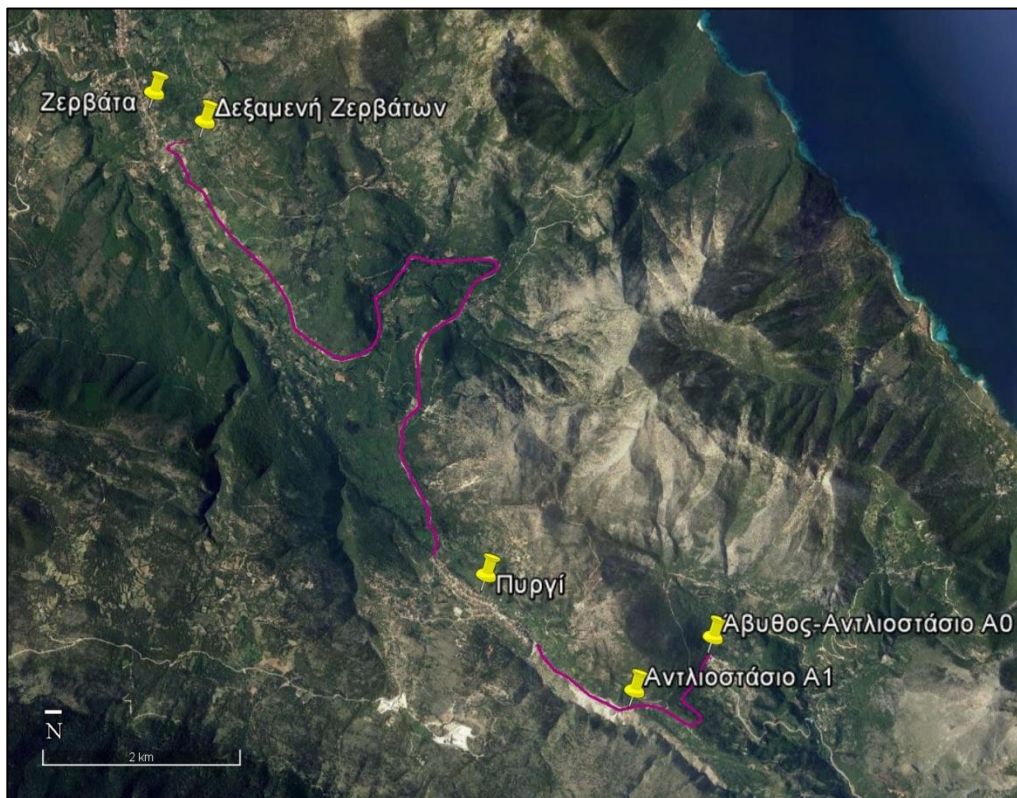 Ζερβάτα
Δεξαμενή Ζερβάτων
Πυργί
Άβυθος-Αντλιοστάσιο Α0
Αντλιοστάσιο Α1
N
2 km